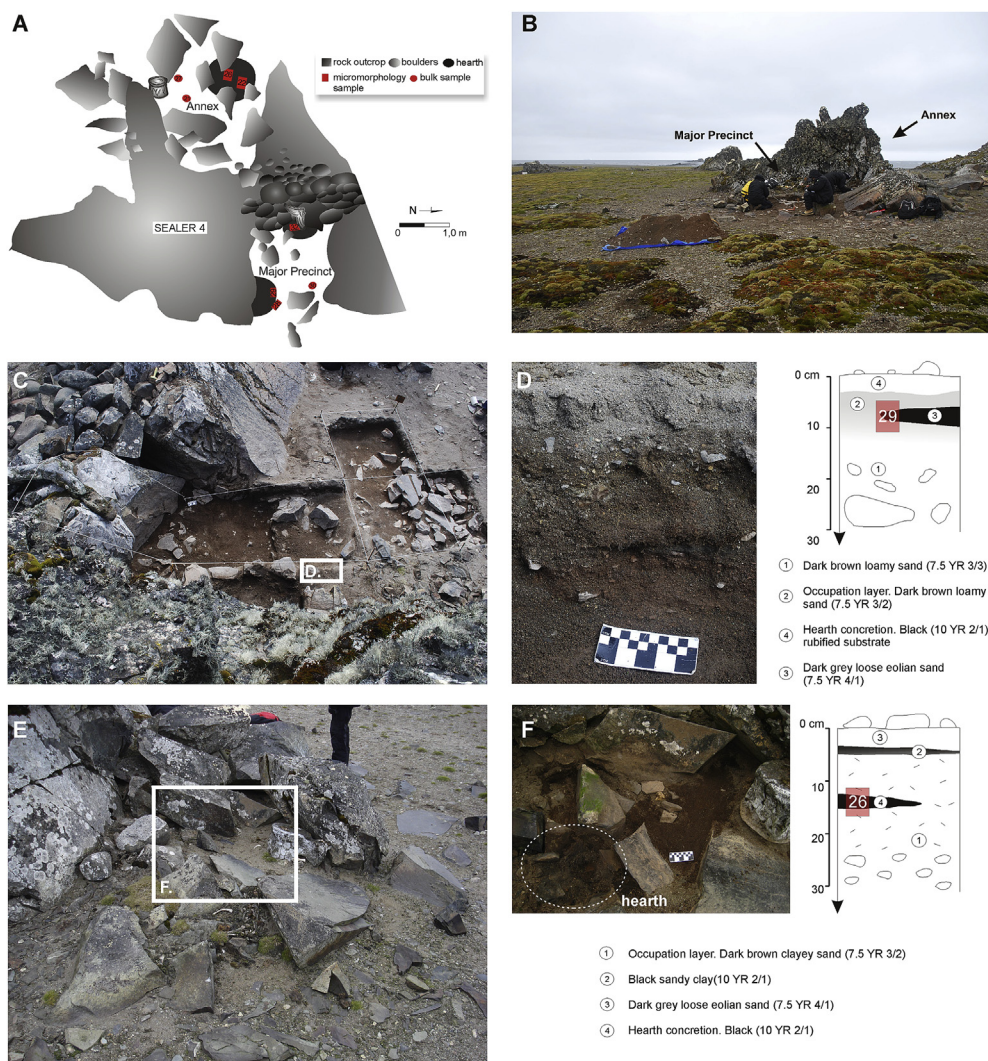 A
rock outcrop boulders hearth
micromorphology bulk sample
sample
Annex
SEALER 4
N
0 1,0 m
Major Precinct
B
Annex
Major Precinct
C
D.
D
0 cm
10
20
30
4
2
29
3
1
1 Dark brown loamy sand (7.5 YR 3/3)
2 Occupation layer. Dark brown loamy
sand (7.5 YR 3/2)
4 Hearth concretion. Black (10 YR 2/1)
rubified substrate
3 Dark grey loose eolian sand
(7.5 YR 4/1)
E
F.
F
hearth
0 cm
10
20
30
3
2
26
4
1
1 Occupation layer. Dark brown clayey sand (7.5 YR 3/2)
2 Black sandy clay(10 YR 2/1)
3 Dark grey loose eolian sand (7.5 YR 4/1)
4 Hearth concretion. Black (10 YR 2/1)